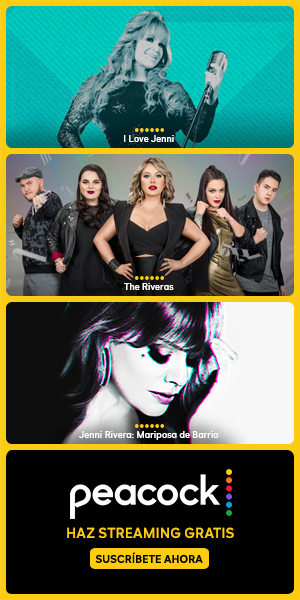 I Love Jenni
The Riveras
Jenni Rivera: Mariposa de Barrio
peacock
HAZ STREAMING GRATIS
SUSCRÍBETE AHORA